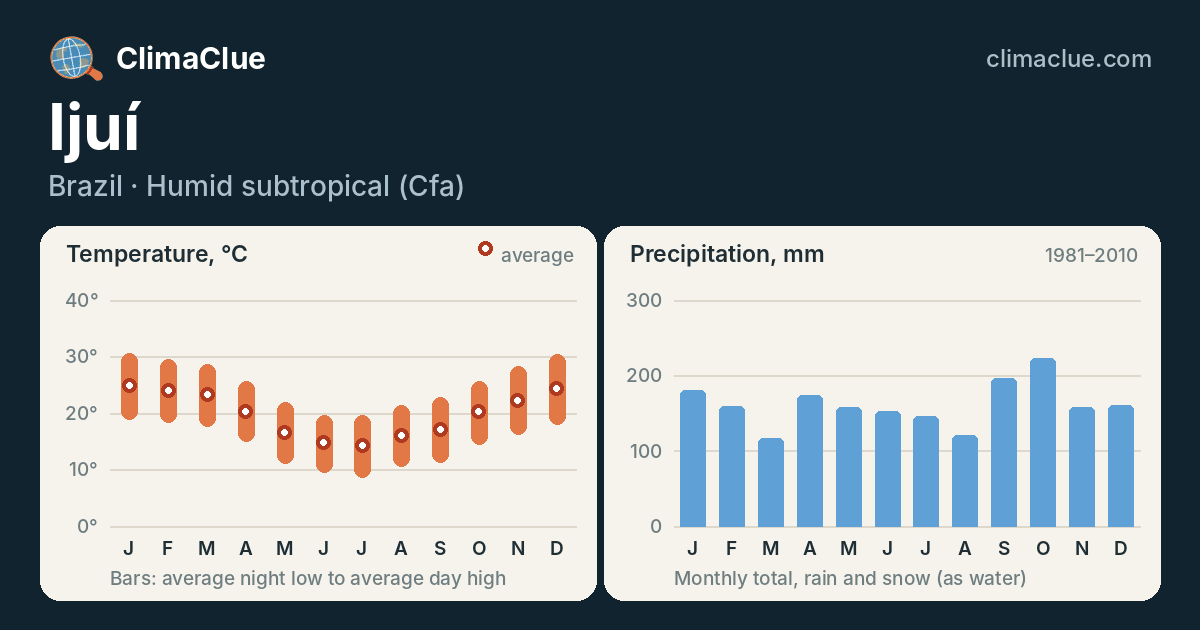 ClimaClue
climaclue.com
Ijuí
Brazil · Humid subtropical (Cfa)
Temperature, °C
average
40°
30°
20°
10°
0°
J F M A M J J A S O N D
Bars: average night low to average day high
Precipitation, mm
1981–2010
300
200
100
0
J F M A M J J A S O N D
Monthly total, rain and snow (as water)